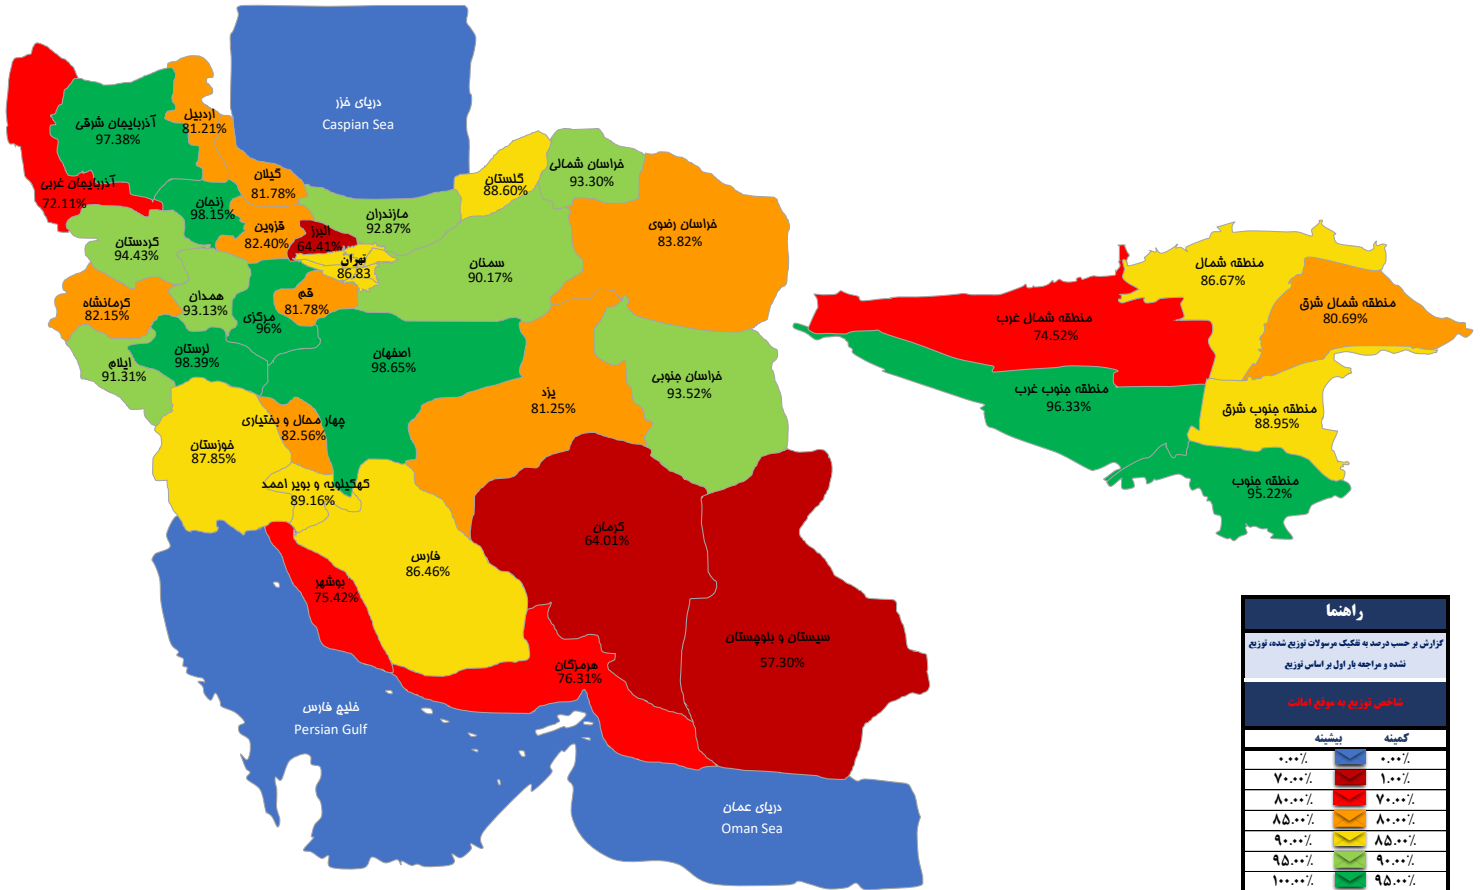 دریای خزر
Caspian Sea
آذربایجان شرقی
97.38%
اردبیل
81.21%
آذربایجان غربی
72.11%
گیلان
81.78%
زنجان
98.15%
قزوین
82.40%
البرز
64.41%
تهران
86.83
مازندران
92.87%
گلستان
88.60%
خراسان شمالی
93.30%
خراسان رضوی
83.82%
سمنان
90.17%
کردستان
94.43%
همدان
93.13%
کرمانشاه
82.15%
مرکزی
96%
قم
81.78%
ایلام
91.31%
لرستان
98.39%
اصفهان
98.65%
یزد
81.25%
خراسان جنوبی
93.52%
چهار محال و بختیاری
82.56%
خوزستان
87.85%
کهگیلویه و بویر احمد
89.16%
فارس
86.46%
کرمان
64.01%
بوشهر
75.42%
هرمزگان
76.31%
سیستان و بلوچستان
57.30%
خلیج فارس
Persian Gulf
دریای عمان
Oman Sea
منطقه شمال
86.67%
منطقه شمال شرق
80.69%
منطقه شمال غرب
74.52%
منطقه جنوب غرب
96.33%
منطقه جنوب شرق
88.95%
منطقه جنوب
95.22%
راهنما
گزارش بر حسب درصد به تفکیک مرسولات توزیع شده، توزیع
نشده و مراجعه بار اول بر اساس توزیع
شاخص توزیع به موقع امانت
کمینه بیشینه
۰.۰۰٪ ۰.۰۰٪
۱.۰۰٪ ۷۰.۰۰٪
۷۰.۰۰٪ ۸۰.۰۰٪
۸۰.۰۰٪ ۸۵.۰۰٪
۸۵.۰۰٪ ۹۰.۰۰٪
۹۰.۰۰٪ ۹۵.۰۰٪
۹۵.۰۰٪ ۱۰۰.۰۰٪